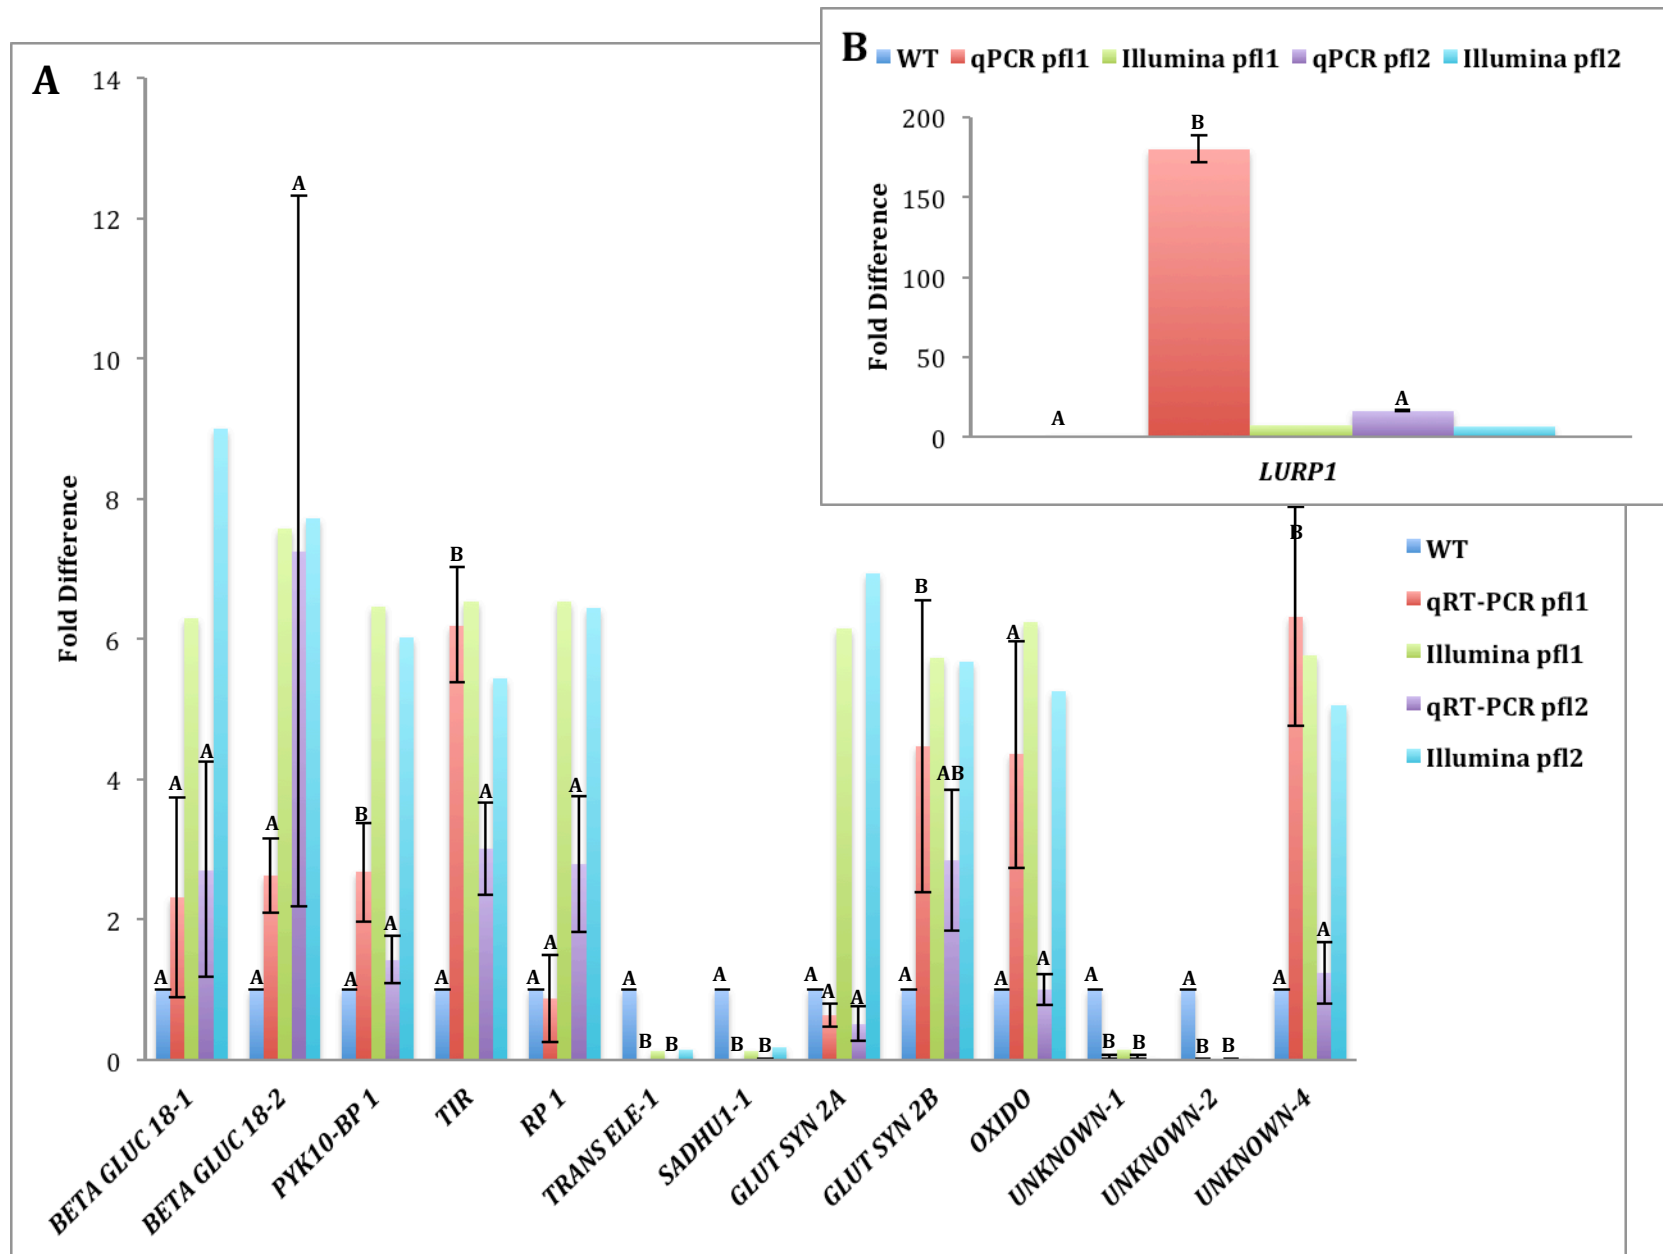 A
14
12
10
8
6
4
2
0
Fold Difference
A A A
A A A
A B A
A B A
A A A
A B B
A B B
A A A
A B AB
A A A
A B B
A B B
A B A
BETA GLUC 18-1
BETA GLUC 18-2
PYK10-BP 1
TIR
RP 1
TRANS ELE-1
SADHU1-1
GLUT SYN 2A
GLUT SYN 2B
OXIDO
UNKNOWN-1
UNKNOWN-2
UNKNOWN-4
WT
qRT-PCR pfl1
Illumina pfl1
qRT-PCR pfl2
Illumina pfl2
B
WT qPCR pfl1 Illumina pfl1 qPCR pfl2 Illumina pfl2
200
150
100
50
0
Fold Difference
A B A
LURP1